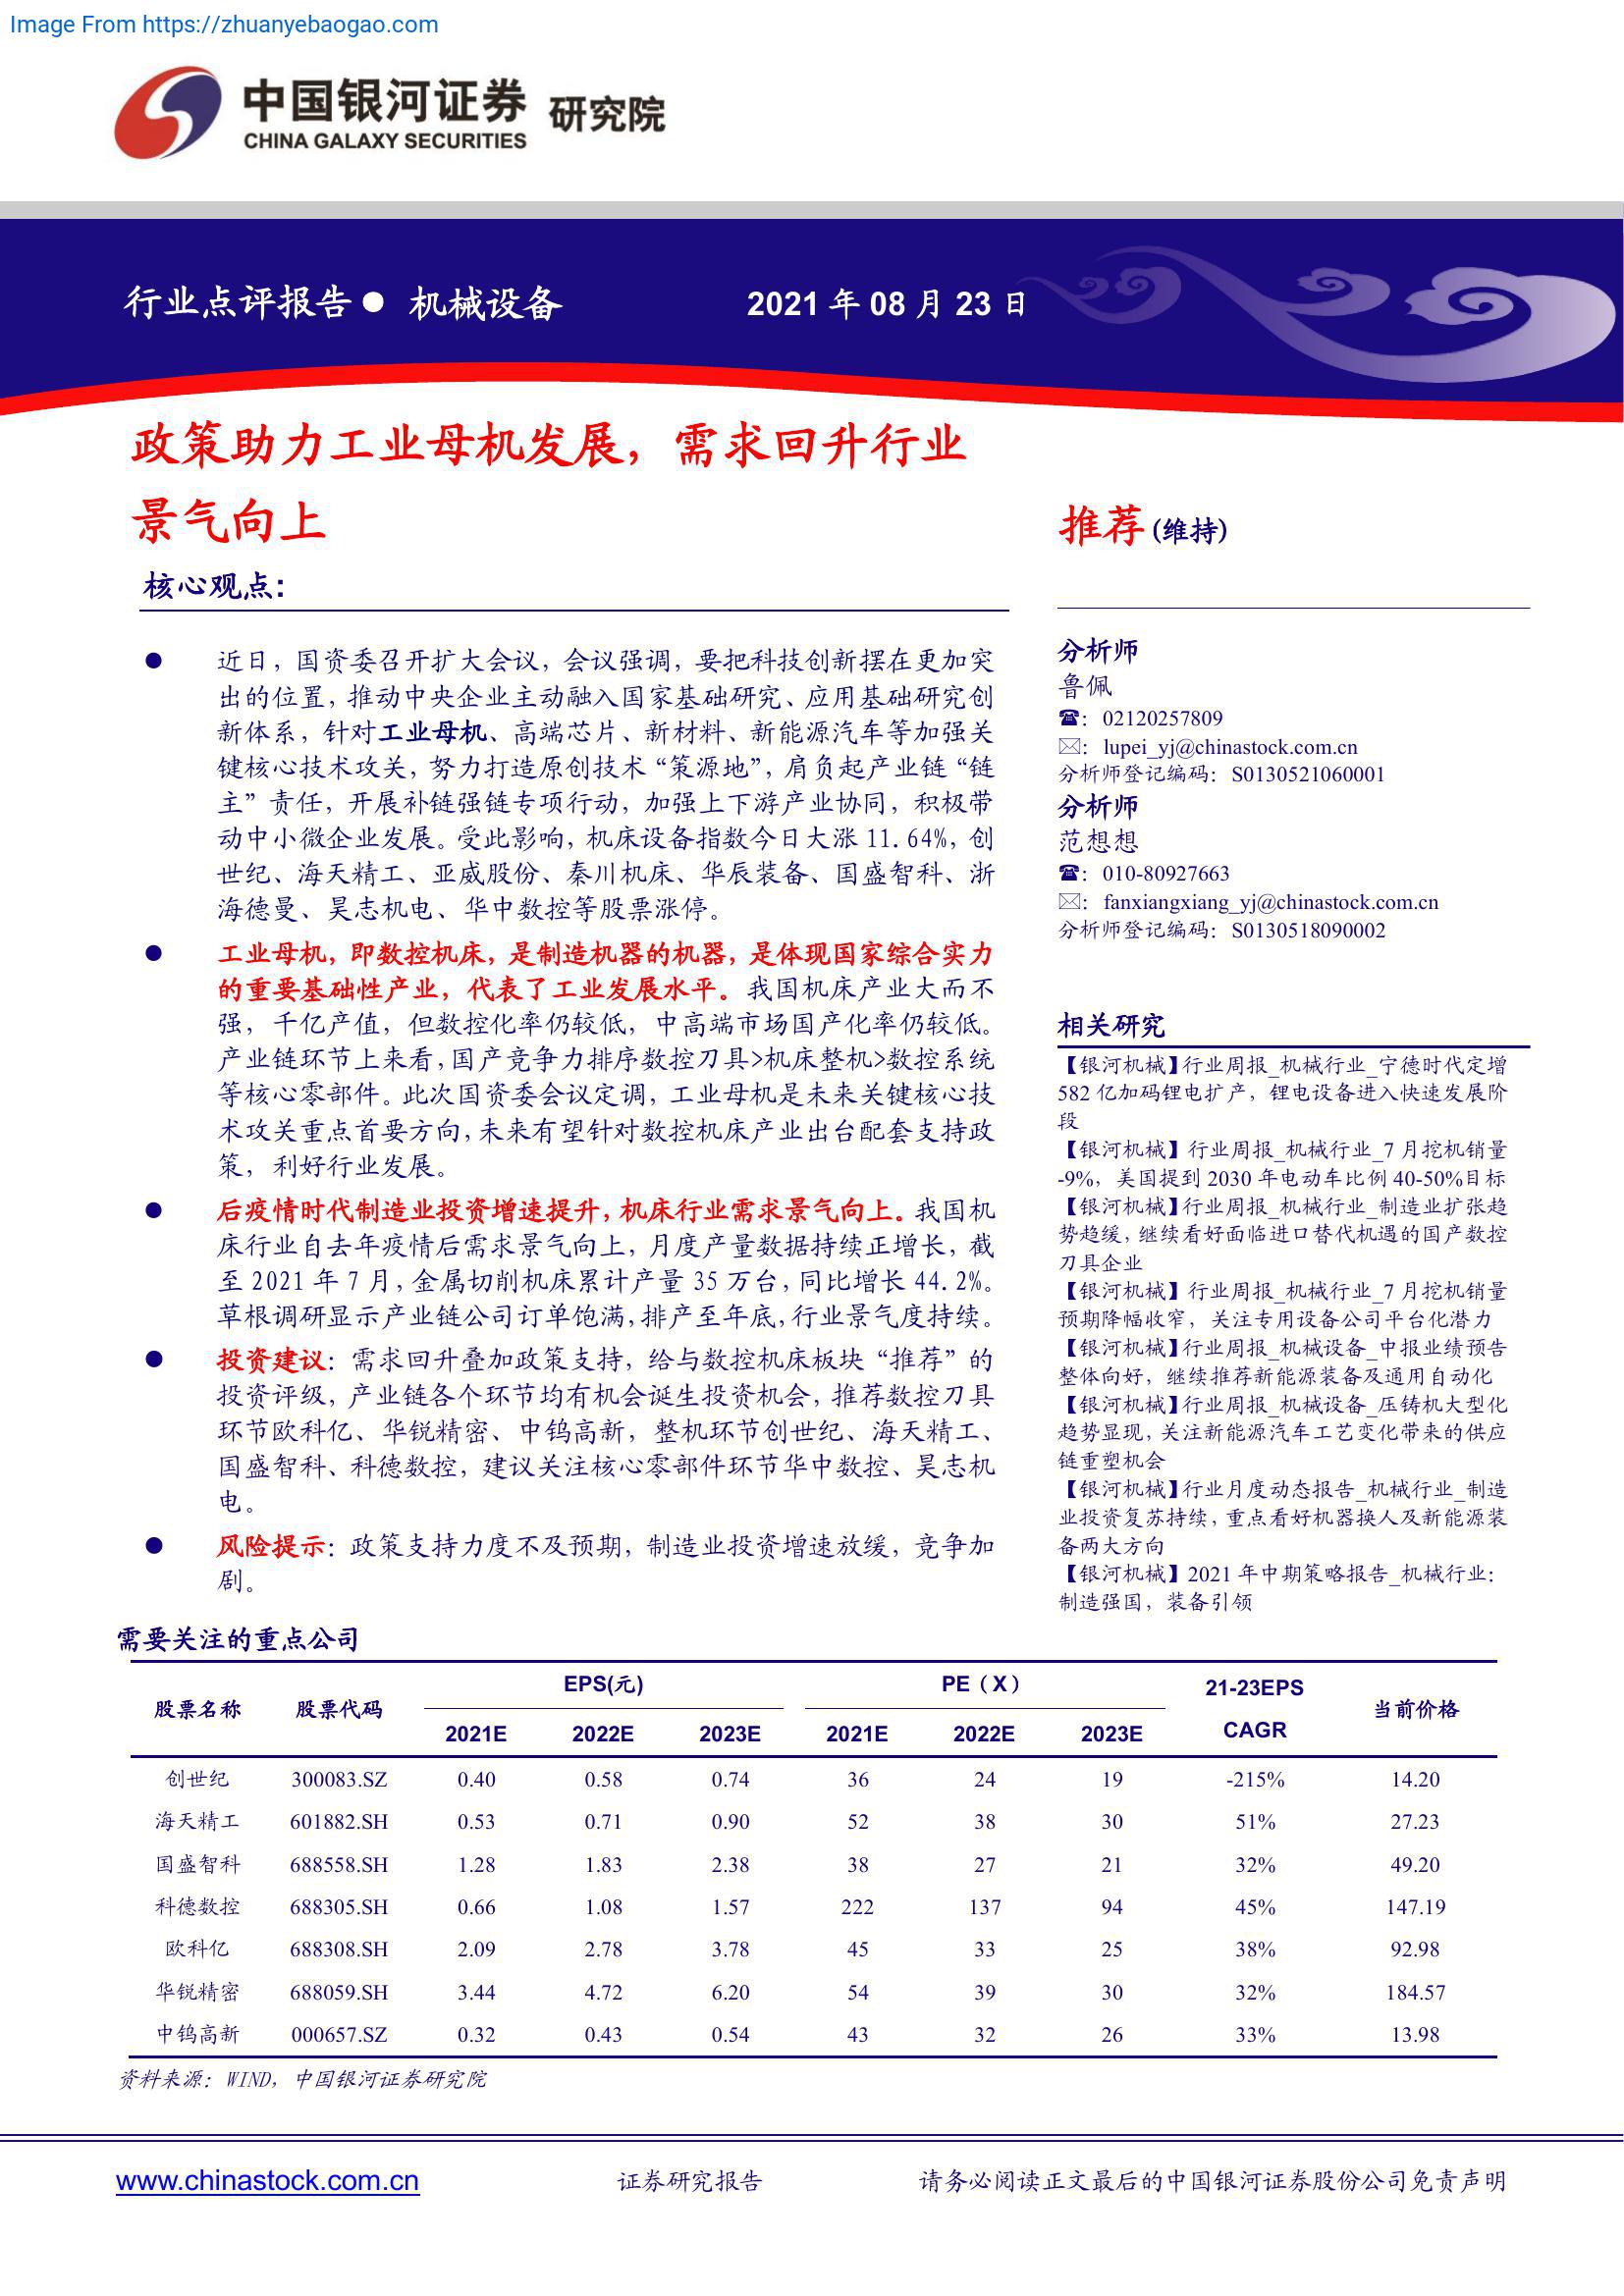 Image From https://zhuanyebaogao.com
中国银河证券 研究院
CHINA GALAXY SECURITIES
行业点评报告 ● 机械设备 2021 年 08 月 23 日
政策助力工业母机发展，需求回升行业
景气向上
核心观点：
● 近日，国资委召开扩大会议，会议强调，要把科技创新摆在更加突
出的位置，推动中央企业主动融入国家基础研究、应用基础研究创
新体系，针对工业母机、高端芯片、新材料、新能源汽车等加强关
键核心技术攻关，努力打造原创技术“策源地”，肩负起产业链“链
主”责任，开展补链强链专项行动，加强上下游产业协同，积极带
动中小微企业发展。受此影响，机床设备指数今日大涨 11.64%，创
世纪、海天精工、亚威股份、秦川机床、华辰装备、国盛智科、浙
海德曼、昊志机电、华中数控等股票涨停。
● 工业母机，即数控机床，是制造机器的机器，是体现国家综合实力
的重要基础性产业，代表了工业发展水平。我国机床产业大而不
强，千亿产值，但数控化率仍较低，中高端市场国产化率仍较低。
产业链环节上来看，国产竞争力排序数控刀具>机床整机>数控系统
等核心零部件。此次国资委会议定调，工业母机是未来关键核心技
术攻关重点首要方向，未来有望针对数控机床产业出台配套支持政
策，利好行业发展。
● 后疫情时代制造业投资增速提升，机床行业需求景气向上。我国机
床行业自去年疫情后需求景气向上，月度产量数据持续正增长，截
至 2021 年 7 月，金属切削机床累计产量 35 万台，同比增长 44.2%。
草根调研显示产业链公司订单饱满，排产至年底，行业景气度持续。
● 投资建议：需求回升叠加政策支持，给与数控机床板块“推荐”的
投资评级，产业链各个环节均有机会诞生投资机会，推荐数控刀具
环节欧科亿、华锐精密、中钨高新，整机环节创世纪、海天精工、
国盛智科、科德数控，建议关注核心零部件环节华中数控、昊志机
电。
● 风险提示：政策支持力度不及预期，制造业投资增速放缓，竞争加
剧。
推荐 (维持)
分析师
鲁佩
☎：02120257809
✉：lupei_yj@chinastock.com.cn
分析师登记编码：S0130521060001
分析师
范想想
☎：010-80927663
✉：fanxiangxiang_yj@chinastock.com.cn
分析师登记编码：S0130518090002
相关研究
【银河机械】行业周报_机械行业_宁德时代定增
582 亿加码锂电扩产，锂电设备进入快速发展阶
段
【银河机械】行业周报_机械行业_7 月挖机销量
-9%，美国提到 2030 年电动车比例 40-50%目标
【银河机械】行业周报_机械行业_制造业扩张趋
势趋缓，继续看好面临进口替代机遇的国产数控
刀具企业
【银河机械】行业周报_机械行业_7 月挖机销量
预期降幅收窄，关注专用设备公司平台化潜力
【银河机械】行业周报_机械设备_中报业绩预告
整体向好，继续推荐新能源装备及通用自动化
【银河机械】行业周报_机械设备_压铸机大型化
趋势显现，关注新能源汽车工艺变化带来的供应
链重塑机会
【银河机械】行业月度动态报告_机械行业_制造
业投资复苏持续，重点看好机器换人及新能源装
备两大方向
【银河机械】2021 年中期策略报告_机械行业：
制造强国，装备引领
需要关注的重点公司
股票名称 股票代码 EPS(元) PE（X） 21-23EPS CAGR 当前价格
2021E 2022E 2023E 2021E 2022E 2023E
创世纪 300083.SZ 0.40 0.58 0.74 36 24 19 -215% 14.20
海天精工 601882.SH 0.53 0.71 0.90 52 38 30 51% 27.23
国盛智科 688558.SH 1.28 1.83 2.38 38 27 21 32% 49.20
科德数控 688305.SH 0.66 1.08 1.57 222 137 94 45% 147.19
欧科亿 688308.SH 2.09 2.78 3.78 45 33 25 38% 92.98
华锐精密 688059.SH 3.44 4.72 6.20 54 39 30 32% 184.57
中钨高新 000657.SZ 0.32 0.43 0.54 43 32 26 33% 13.98
资料来源：WIND，中国银河证券研究院
www.chinastock.com.cn 证券研究报告 请务必阅读正文最后的中国银河证券股份公司免责声明